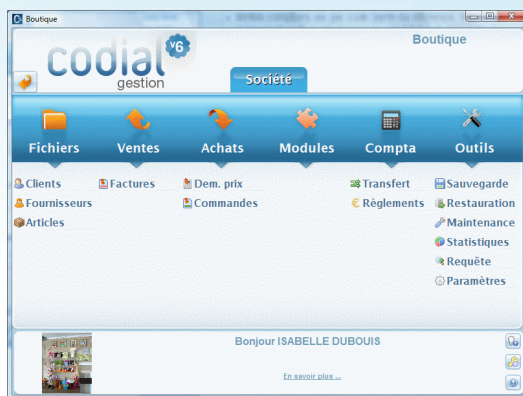 Boutique
codial
v6
gestion
Boutique
Société
Fichiers Ventes Achats Modules Compta Outils
Clients Factures Dem. prix Transfert Sauvegarde
Fournisseurs Commandes Règlements Restauration
Articles Maintenance
Statistiques
Requête
Paramètres
Bonjour ISABELLE DUBOUIS
En savoir plus ...